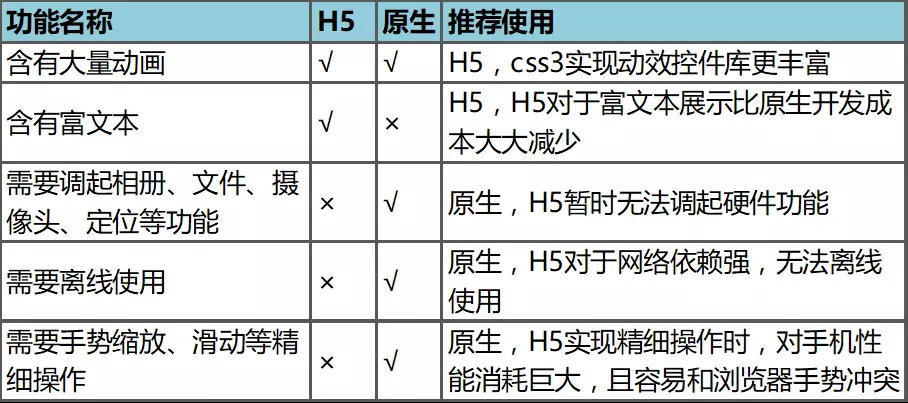 功能名称 H5 原生 推荐使用
含有大量动画 √ √ H5，css3实现动效控件库更丰富
含有富文本 √ × H5，H5对于富文本展示比原生开发成
本大大减少
需要调起相册、文件、摄
像头、定位等功能 × √ 原生，H5暂时无法调起硬件功能
需要离线使用 × √ 原生，H5对于网络依赖强，无法离线
使用
需要手势缩放、滑动等精
细操作 × √ 原生，H5实现精细操作时，对手机性
能消耗巨大，且容易和浏览器手势冲突